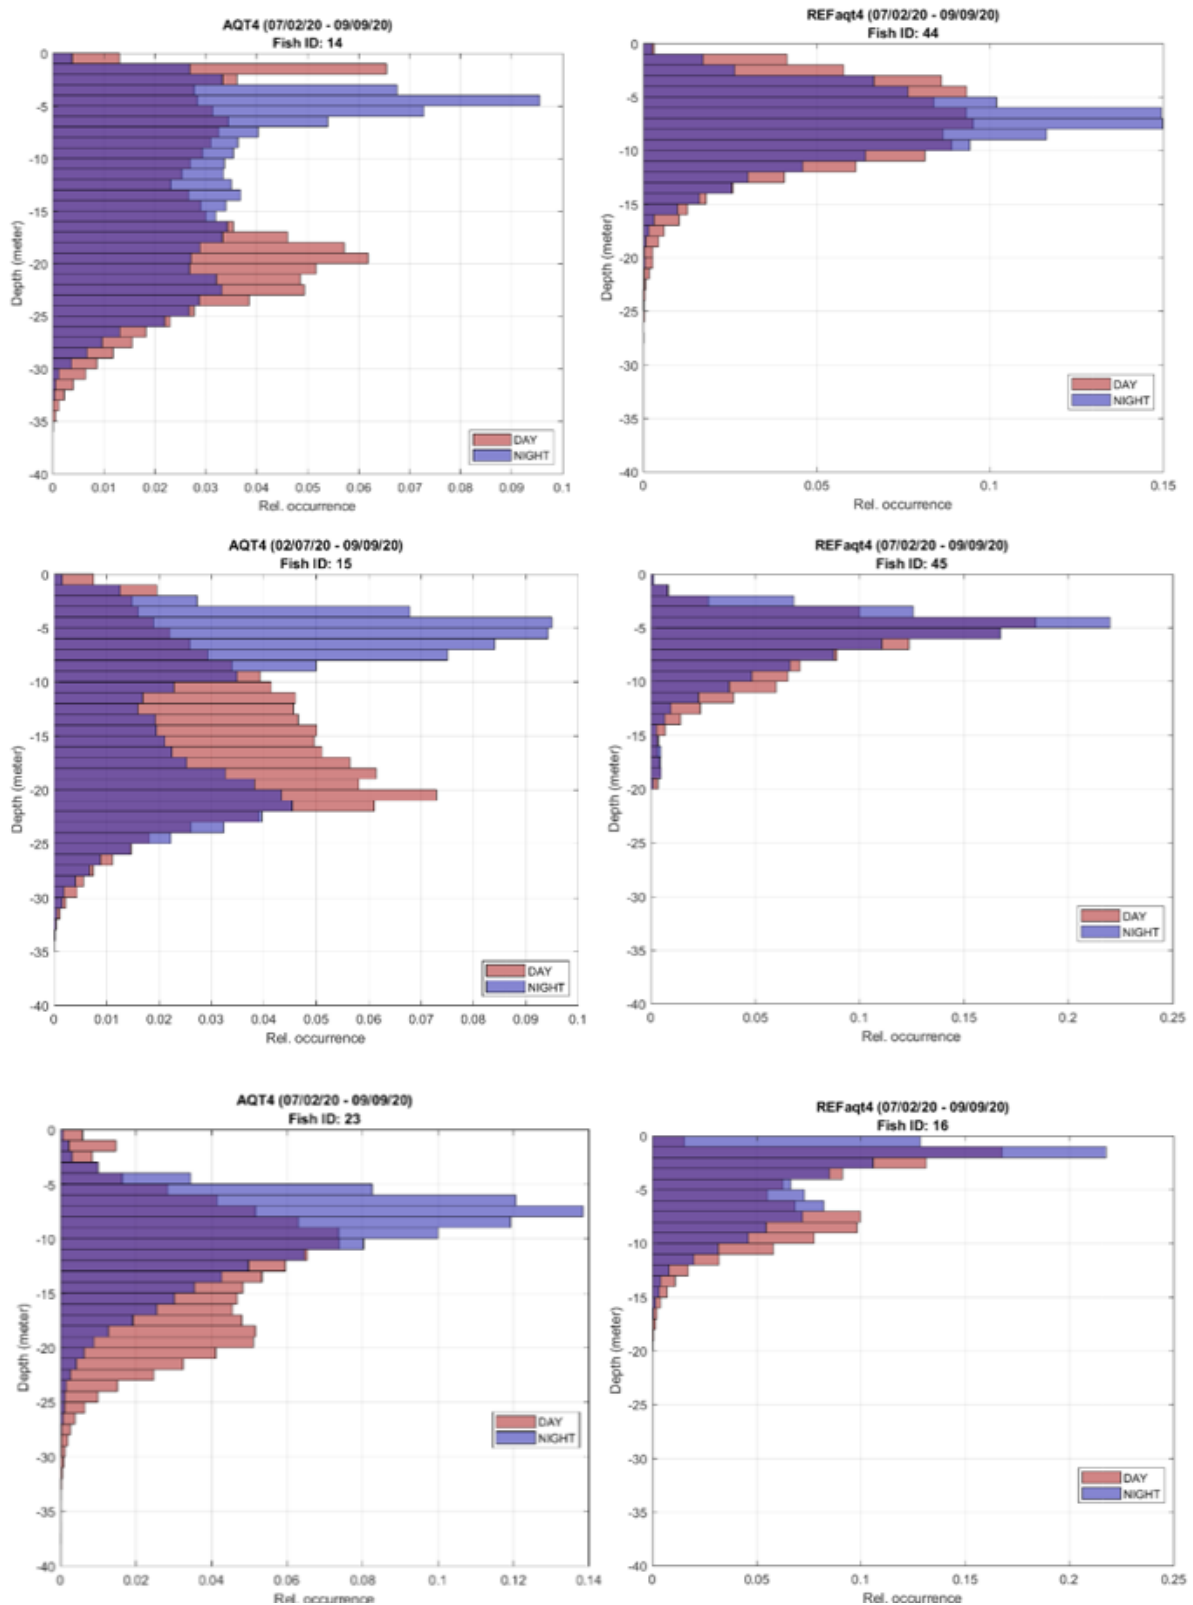 AQT4 (07/02/20 - 09/09/20)
Fish ID: 14
0
-5
-10
-15
-20
-25
-30
-35
-40
Depth (meter)
0 0.01 0.02 0.03 0.04 0.05 0.06 0.07 0.08 0.09 0.1
Rel. occurrence
DAY
NIGHT
REFaqt4 (07/02/20 - 09/09/20)
Fish ID: 44
0
-5
-10
-15
-20
-25
-30
-35
-40
Depth (meter)
0 0.05 0.1 0.15
Rel. occurrence
DAY
NIGHT
AQT4 (02/07/20 - 09/09/20)
Fish ID: 15
0
-5
-10
-15
-20
-25
-30
-35
-40
Depth (meter)
0 0.01 0.02 0.03 0.04 0.05 0.06 0.07 0.08 0.09 0.1
Rel. occurrence
DAY
NIGHT
REFaqt4 (07/02/20 - 09/09/20)
Fish ID: 45
0
-5
-10
-15
-20
-25
-30
-35
-40
Depth (meter)
0 0.05 0.1 0.15 0.2 0.25
Rel. occurrence
DAY
NIGHT
AQT4 (07/02/20 - 09/09/20)
Fish ID: 23
0
-5
-10
-15
-20
-25
-30
-35
-40
Depth (meter)
0 0.02 0.04 0.06 0.08 0.1 0.12 0.14
Rel. occurrence
DAY
NIGHT
REFaqt4 (07/02/20 - 09/09/20)
Fish ID: 16
0
-5
-10
-15
-20
-25
-30
-35
-40
Depth (meter)
0 0.05 0.1 0.15 0.2 0.25
Rel. occurrence
DAY
NIGHT